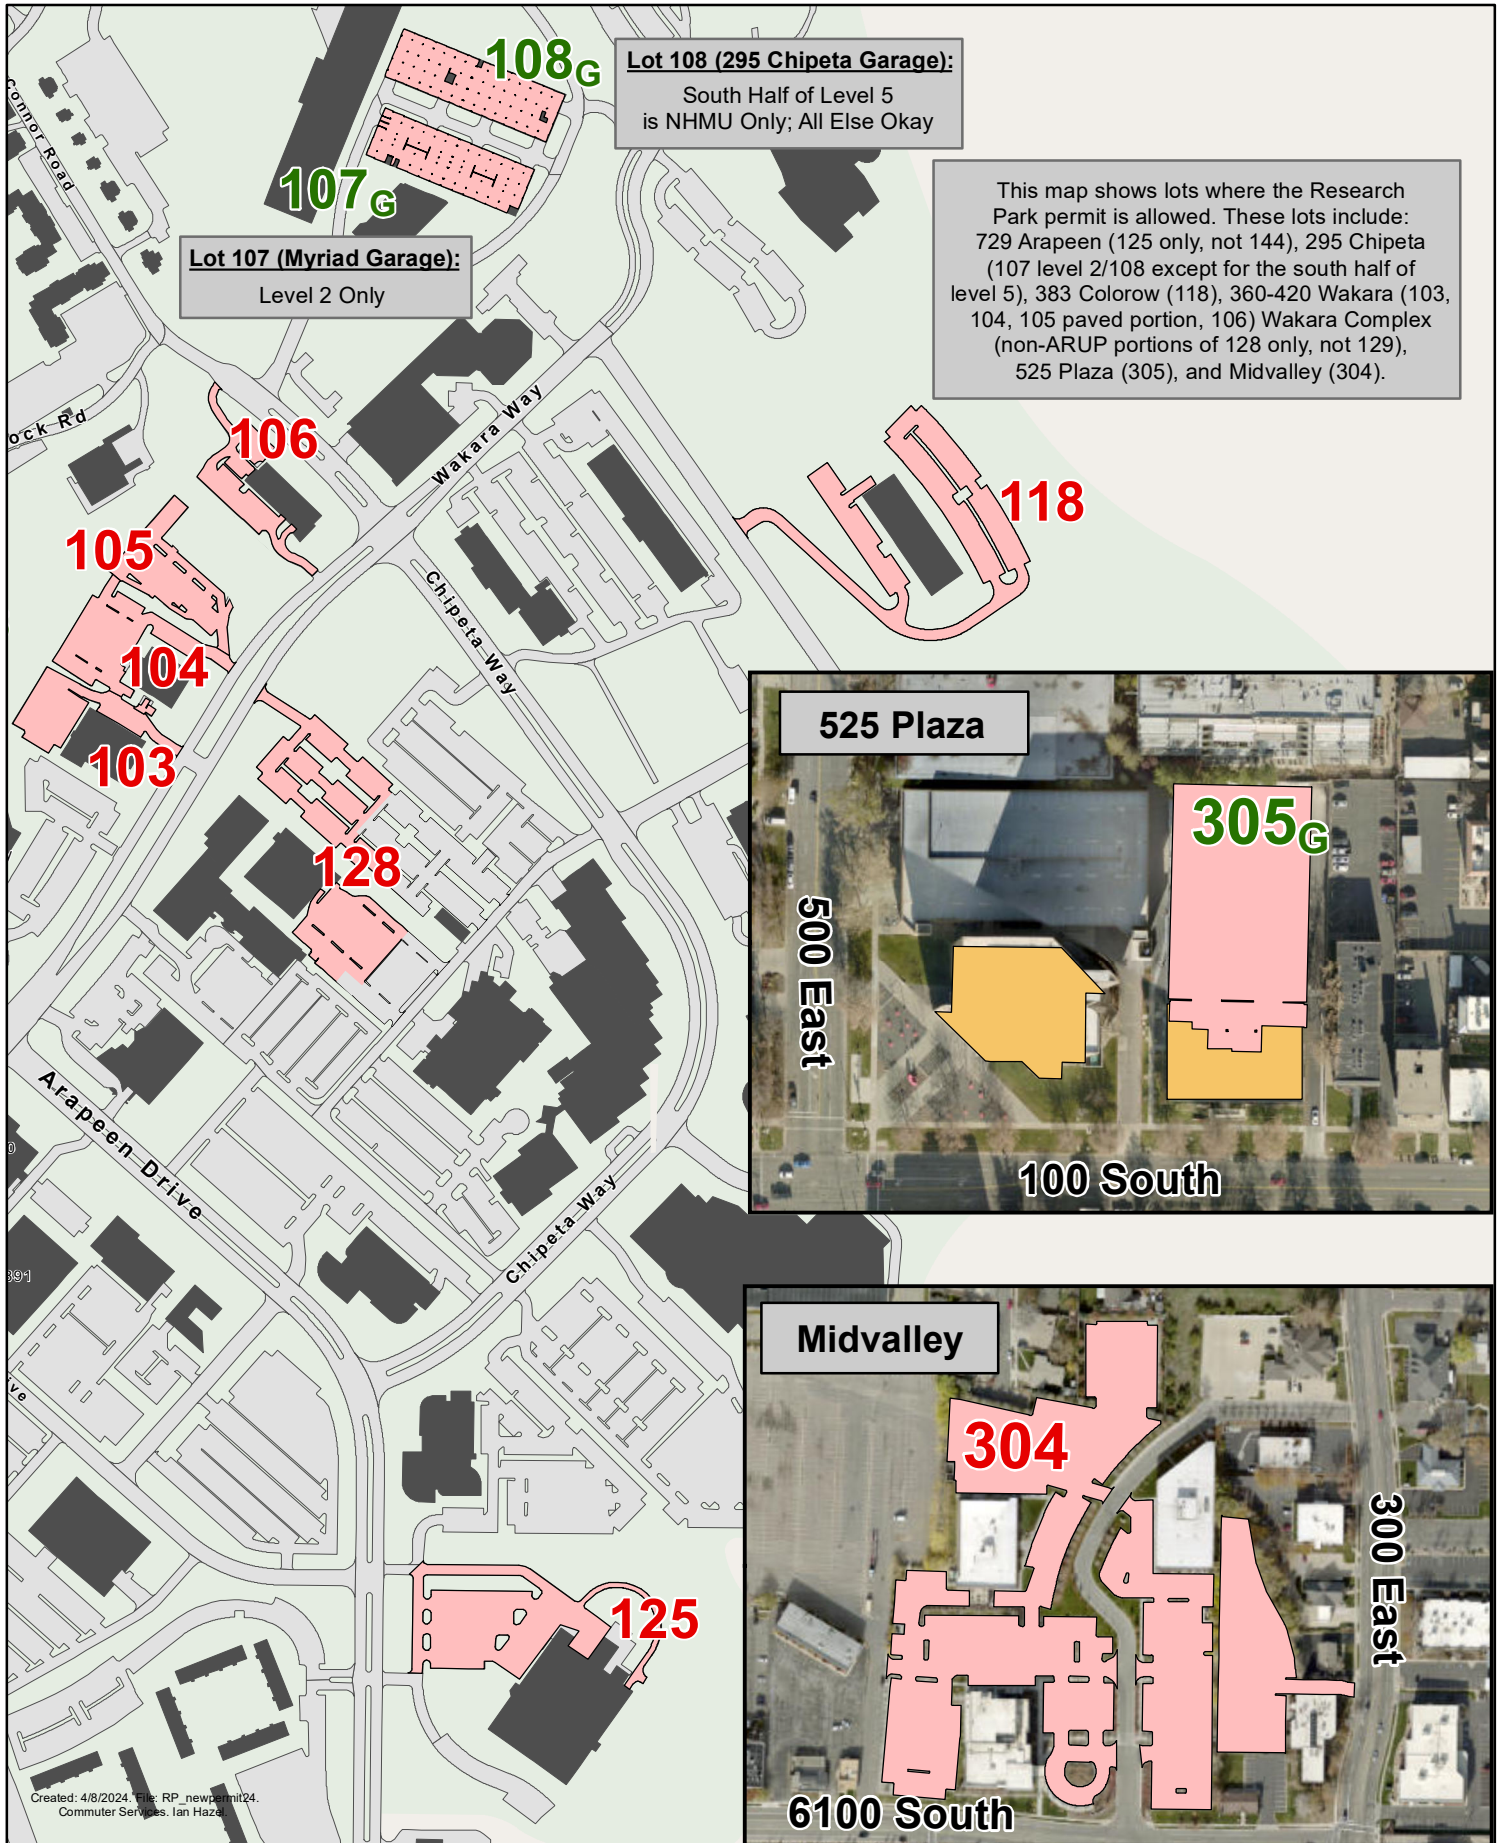 Connor Road
108G
Lot 108 (295 Chipeta Garage):
South Half of Level 5
is NHMU Only; All Else Okay
107G
Lot 107 (Myriad Garage):
Level 2 Only
This map shows lots where the Research
Park permit is allowed. These lots include:
729 Arapeen (125 only, not 144), 295 Chipeta
(107 level 2/108 except for the south half of
level 5), 383 Colorow (118), 360-420 Wakara (103,
104, 105 paved portion, 106) Wakara Complex
(non-ARUP portions of 128 only, not 129),
525 Plaza (305), and Midvalley (304).
ock Rd
106
Wakara Way
118
105
Chipeta Way
104
103
128
525 Plaza
305G
500 East
100 South
Arapeen Drive
Chipeta Way
0
391
ive
Midvalley
304
300 East
6100 South
125
Created: 4/8/2024. File: RP_newpermit24.
Commuter Services. Ian Hazel.